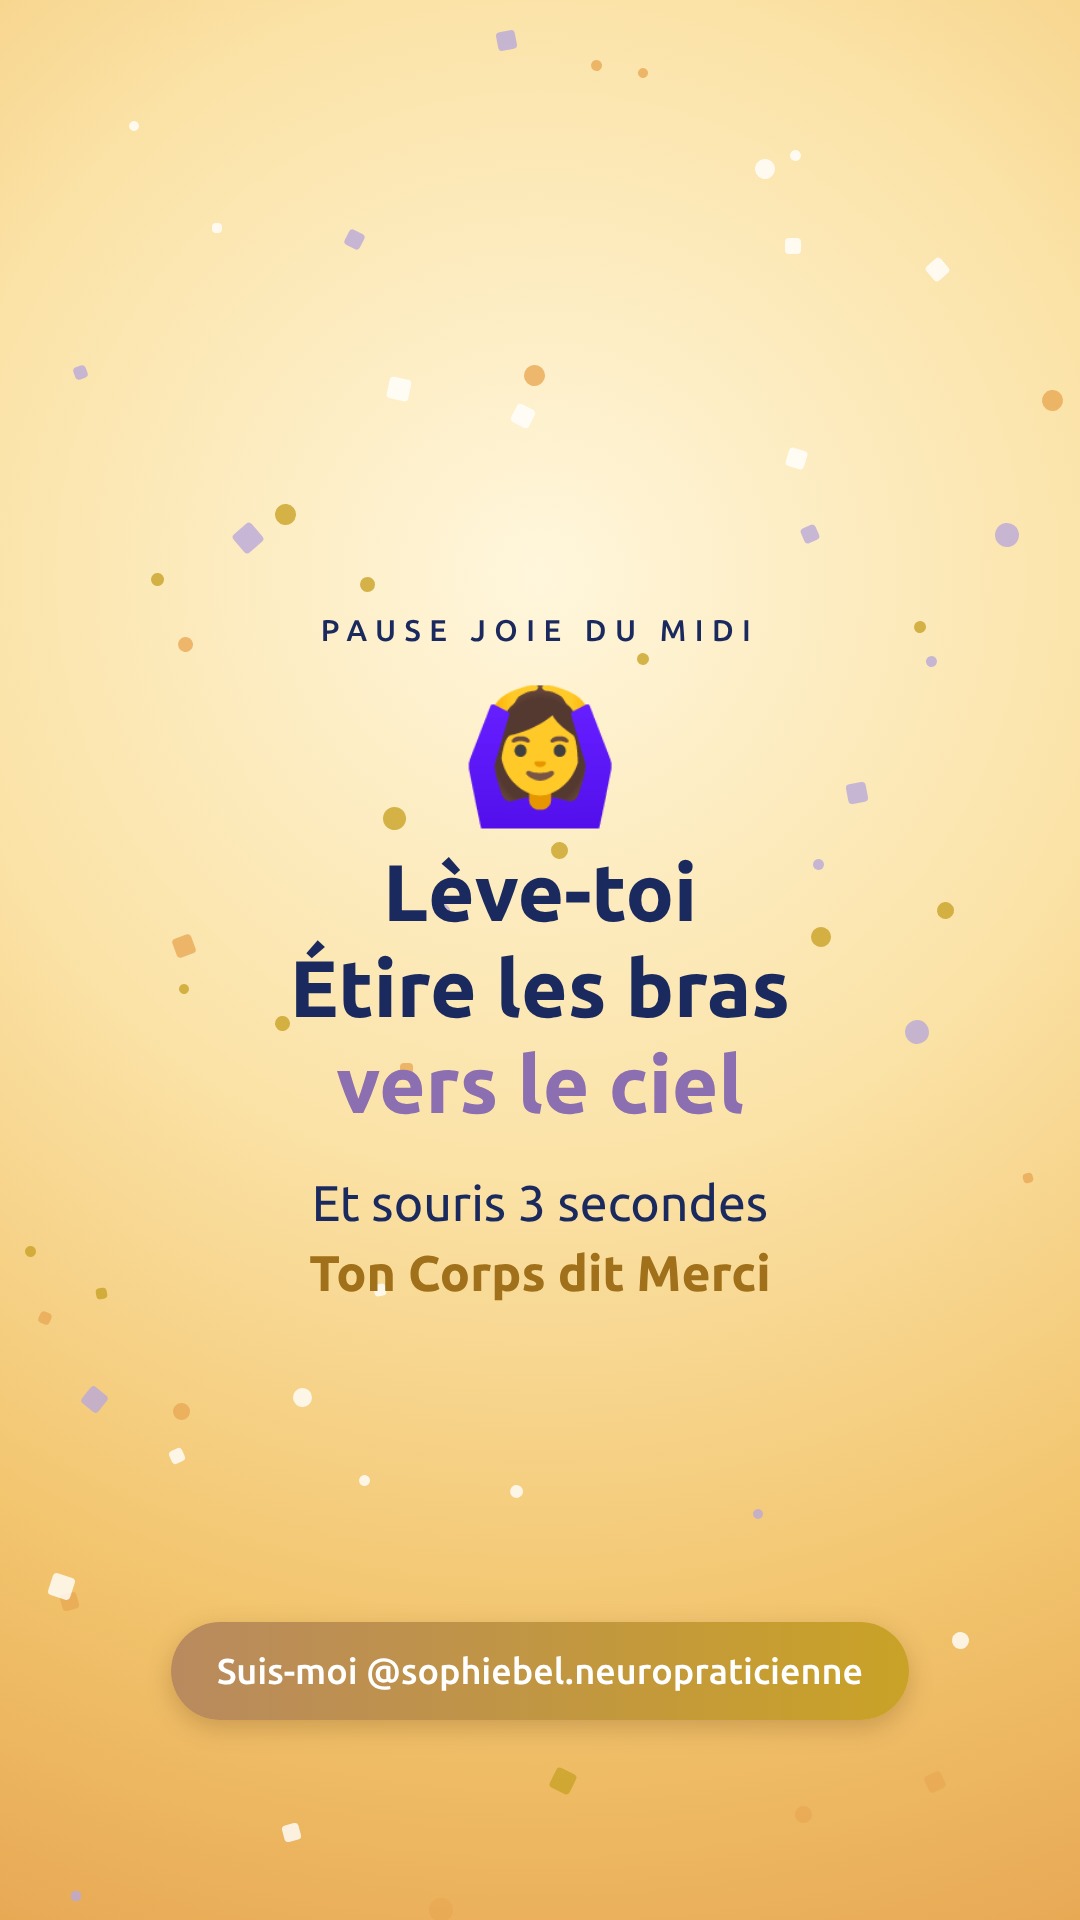 PAUSE JOIE DU MIDI
Lève-toi
Étire les bras
vers le ciel
Et souris 3 secondes
Ton Corps dit Merci
Suis-moi @sophiebel.neuropraticienne